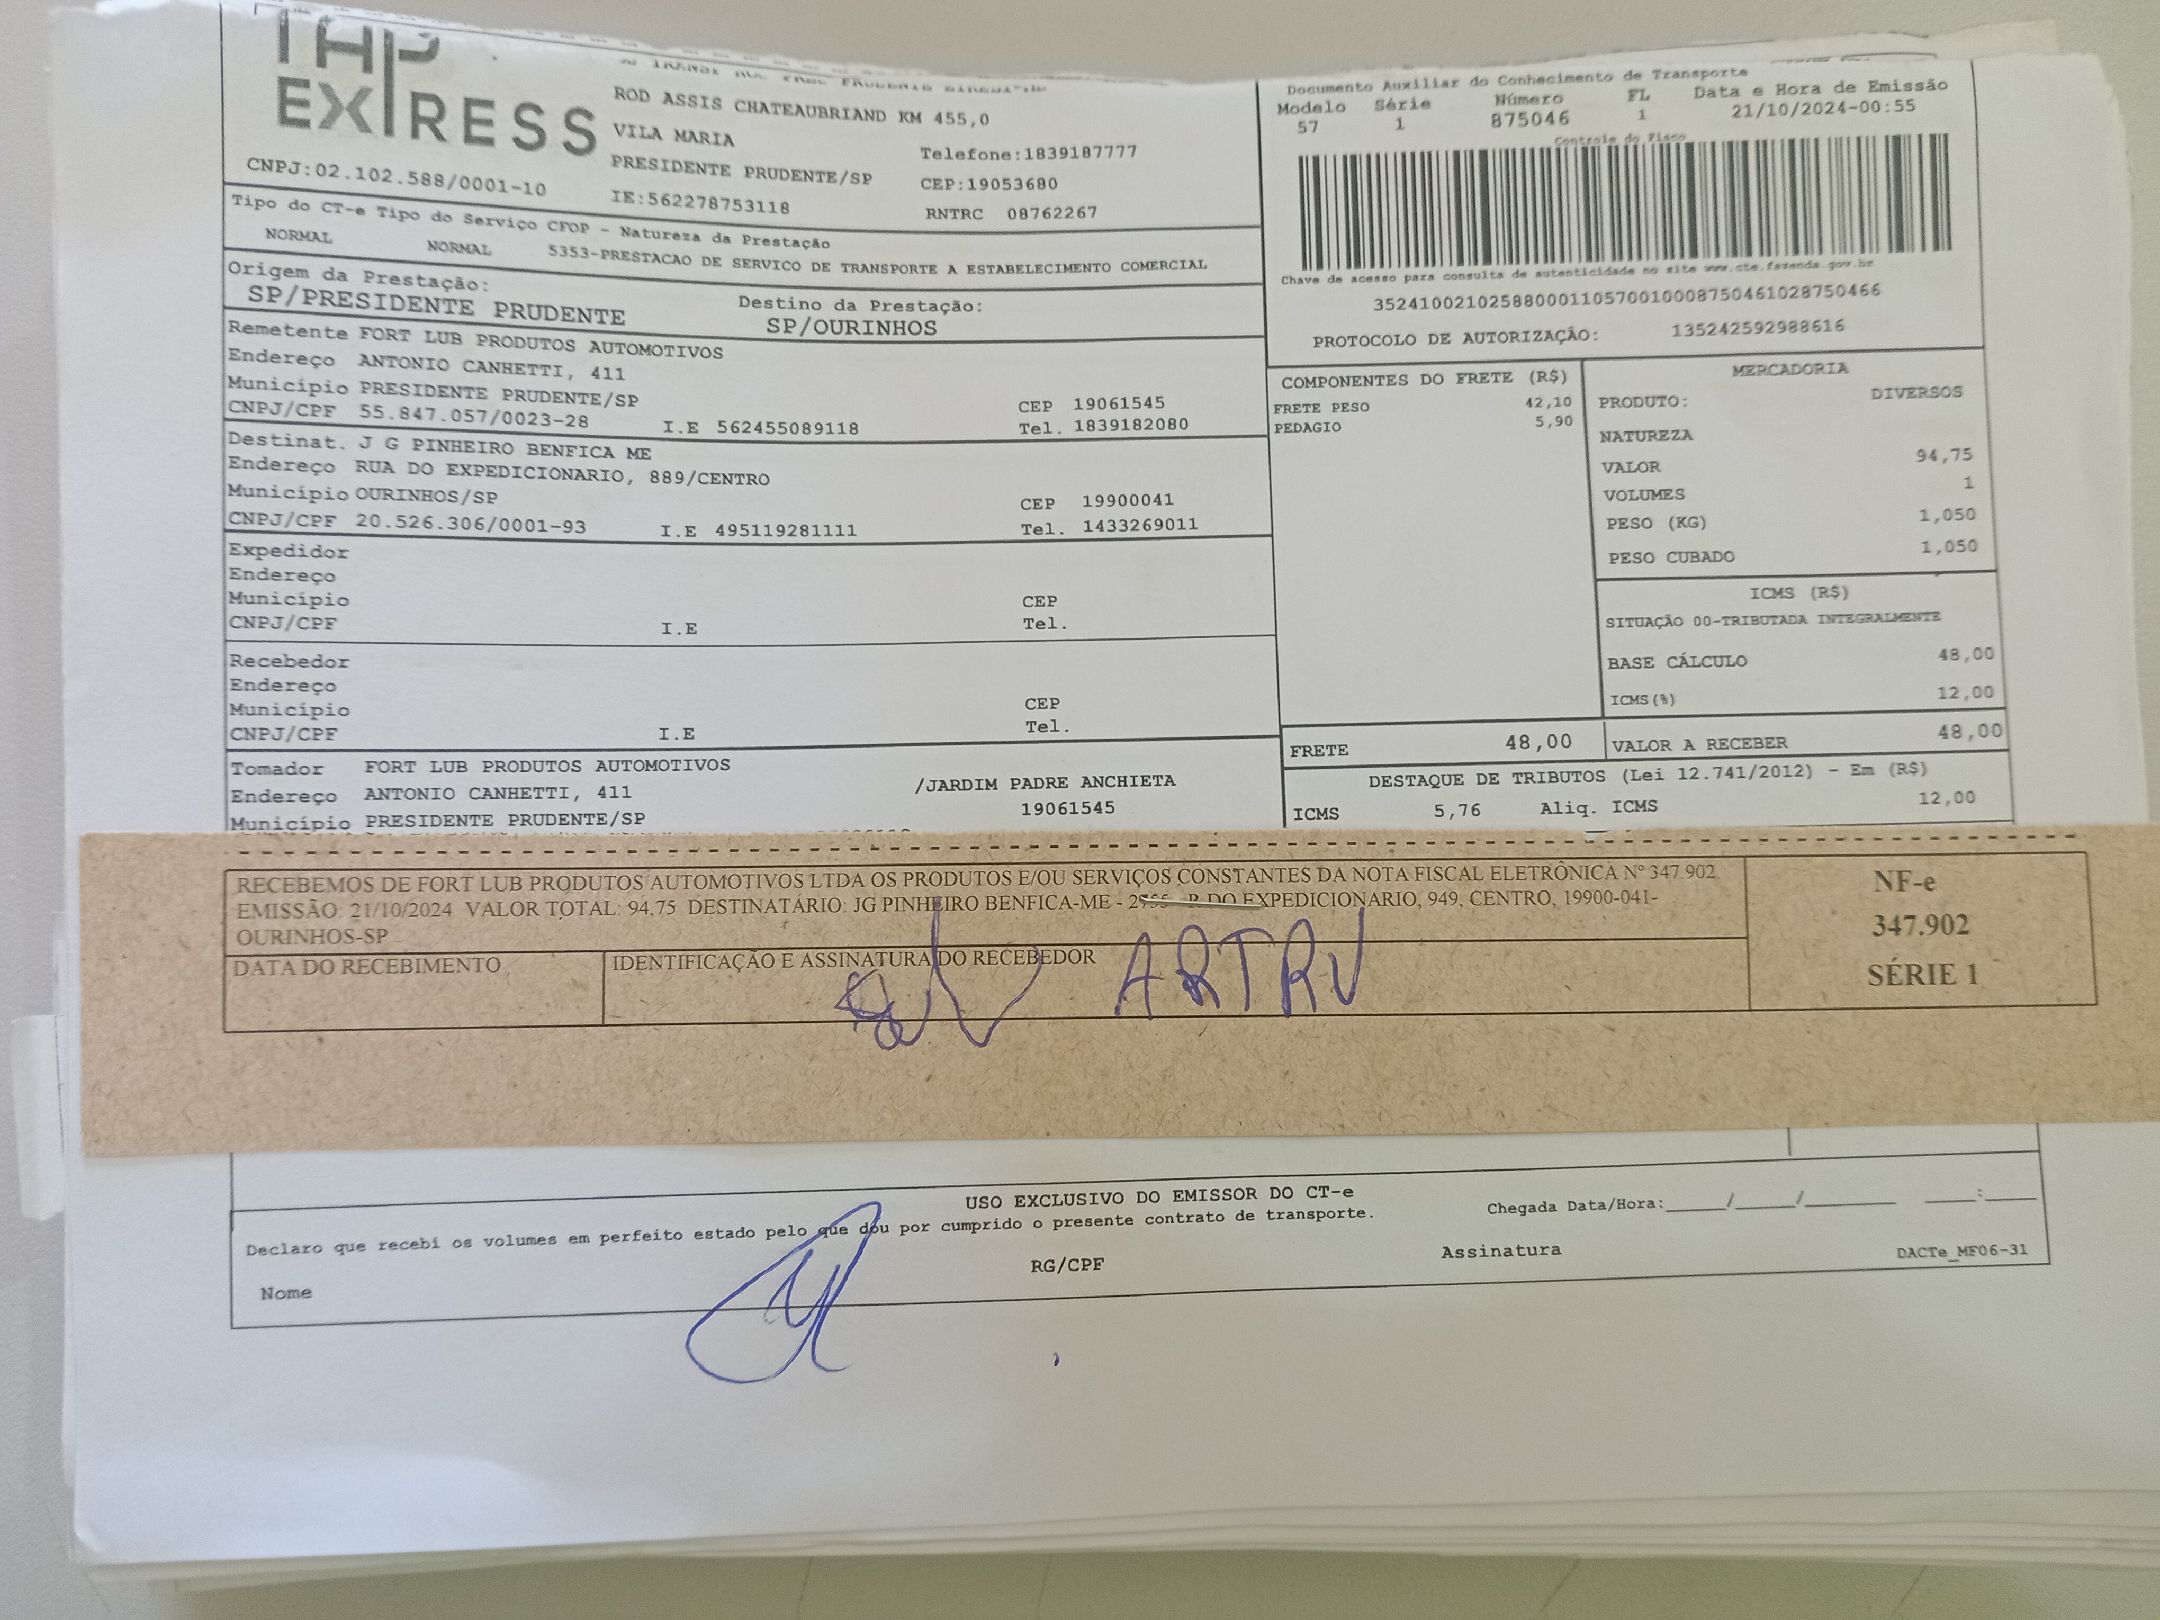 TAP
EXPRESS
ROD ASSIS CHATEAUBRIAND KM 455,0
VILA MARIA
Telefone:1839187777
PRESIDENTE PRUDENTE/SP
CEP:19053680
CNPJ:02.102.588/0001-10
IE:562278753118
RNTRC 08762267
Documento Auxiliar do Conhecimento de Transporte
Modelo Série Número FL Data e Hora de Emissão
57 1 875046 1 21/10/2024-00:55
Controle do Fisco
Chave de acesso para consulta de autenticidade no site www.cte.fazenda.gov.br
35241002102588000110570010008750461028750466
PROTOCOLO DE AUTORIZAÇÃO: 135242592988616
Tipo do CT-e Tipo do Serviço CFOP - Natureza da Prestação
NORMAL NORMAL 5353-PRESTACAO DE SERVICO DE TRANSPORTE A ESTABELECIMENTO COMERCIAL
Origem da Prestação: Destino da Prestação:
SP/PRESIDENTE PRUDENTE SP/OURINHOS
Remetente FORT LUB PRODUTOS AUTOMOTIVOS
Endereço ANTONIO CANHETTI, 411
Município PRESIDENTE PRUDENTE/SP CEP 19061545
CNPJ/CPF 55.847.057/0023-28 I.E 562455089118 Tel. 1839182080
Destinat. J G PINHEIRO BENFICA ME
Endereço RUA DO EXPEDICIONARIO, 889/CENTRO
Município OURINHOS/SP CEP 19900041
CNPJ/CPF 20.526.306/0001-93 I.E 495119281111 Tel. 1433269011
Expedidor
Endereço
Município CEP
CNPJ/CPF I.E Tel.
Recebedor
Endereço
Município CEP
CNPJ/CPF I.E Tel.
Tomador FORT LUB PRODUTOS AUTOMOTIVOS
Endereço ANTONIO CANHETTI, 411 /JARDIM PADRE ANCHIETA
Município PRESIDENTE PRUDENTE/SP 19061545
COMPONENTES DO FRETE (R$)
FRETE PESO 42,10
PEDAGIO 5,90
MERCADORIA
PRODUTO: DIVERSOS
NATUREZA
VALOR 94,75
VOLUMES 1
PESO (KG) 1,050
PESO CUBADO 1,050
ICMS (R$)
SITUAÇÃO 00-TRIBUTADA INTEGRALMENTE
BASE CÁLCULO 48,00
ICMS(%) 12,00
FRETE 48,00 VALOR A RECEBER 48,00
DESTAQUE DE TRIBUTOS (Lei 12.741/2012) - Em (R$)
ICMS 5,76 Aliq. ICMS 12,00
RECEBEMOS DE FORT LUB PRODUTOS AUTOMOTIVOS LTDA OS PRODUTOS E/OU SERVIÇOS CONSTANTES DA NOTA FISCAL ELETRÔNICA Nº 347.902
EMISSÃO: 21/10/2024 VALOR TOTAL: 94,75 DESTINATÁRIO: JG PINHEIRO BENFICA-ME - R DO EXPEDICIONARIO, 949, CENTRO, 19900-041-
OURINHOS-SP
DATA DO RECEBIMENTO IDENTIFICAÇÃO E ASSINATURA DO RECEBEDOR
ARTRV
NF-e
347.902
SÉRIE 1
USO EXCLUSIVO DO EMISSOR DO CT-e
Declaro que recebi os volumes em perfeito estado pelo que dou por cumprido o presente contrato de transporte.
Chegada Data/Hora:_____/_____/_______ ____:____
Nome RG/CPF Assinatura DACTe_MF06-31